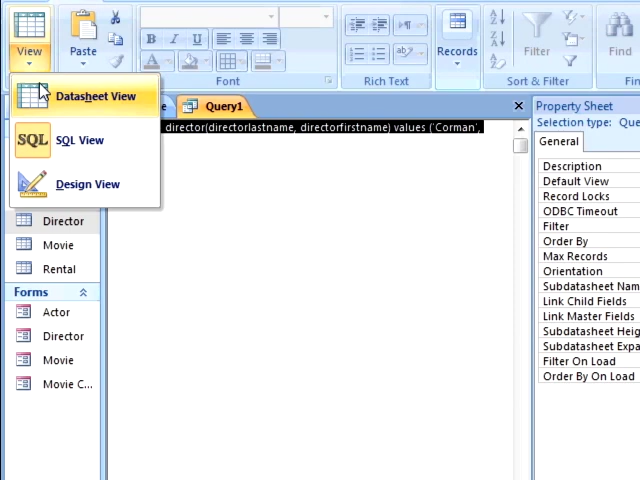 View
Paste
B I U
A
ab
Records
Filter
Find
Font
Rich Text
Sort & Filter
Fin
Datasheet View
SQL
SQL View
Design View
e
Query1
director(directorlastname, directorfirstname) values ('Corman',
Property Sheet
Selection type: Que
General
Description
Default View
Record Locks
ODBC Timeout
Filter
Order By
Max Records
Orientation
Subdatasheet Nam
Link Child Fields
Link Master Fields
Subdatasheet Heig
Subdatasheet Expa
Filter On Load
Order By On Load
Director
Movie
Rental
Forms
Actor
Director
Movie
Movie C...